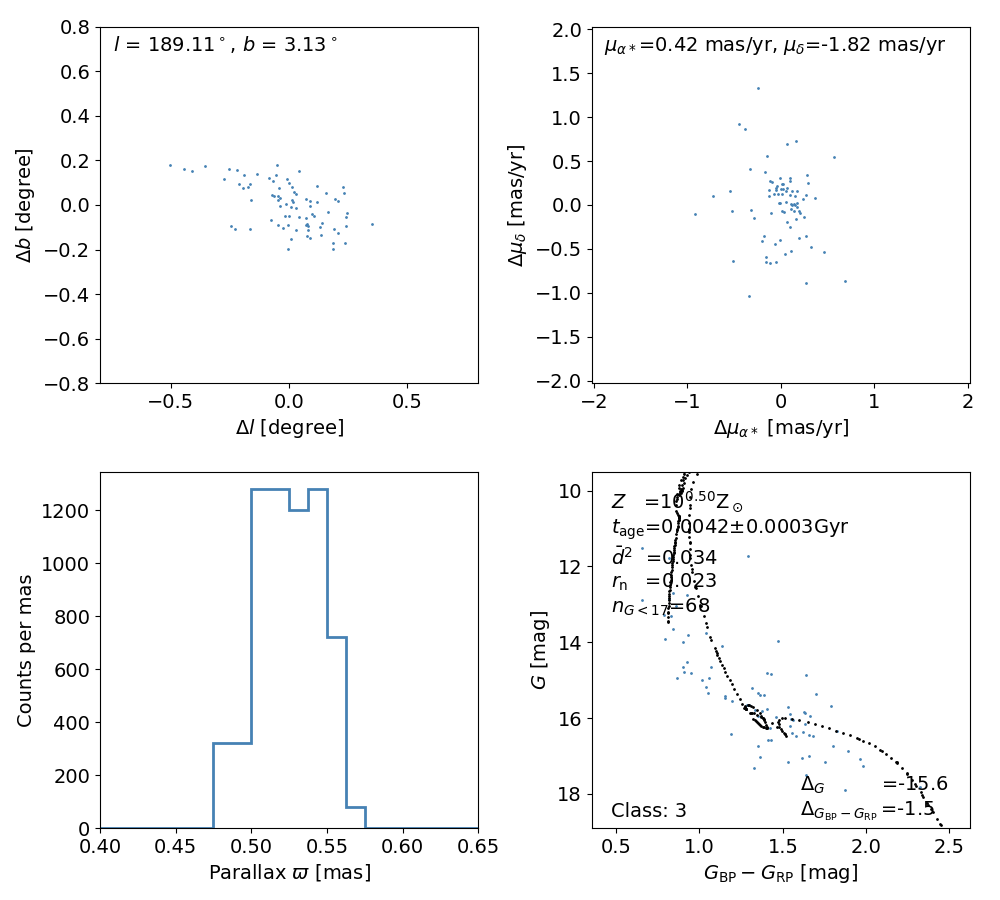 l = 189.11°, b = 3.13°
0.8
0.6
0.4
0.2
0.0
−0.2
−0.4
−0.6
−0.8
−0.5
0.0
0.5
Δb [degree]
Δl [degree]
μα*=0.42 mas/yr, μδ=-1.82 mas/yr
2.0
1.5
1.0
0.5
0.0
−0.5
−1.0
−1.5
−2.0
−2
−1
0
1
2
Δμδ [mas/yr]
Δμα* [mas/yr]
1200
1000
800
600
400
200
0
0.40
0.45
0.50
0.55
0.60
0.65
Counts per mas
Parallax ϖ [mas]
Z =10^0.50 Z⊙
t_age=0.0042±0.0003Gyr
d̄² =0.034
r_n =0.023
n_G<17=68
Δ_G =-15.6
Δ_GBP−GRP =-1.5
Class: 3
10
12
14
16
18
0.5
1.0
1.5
2.0
2.5
G [mag]
G_BP − G_RP [mag]